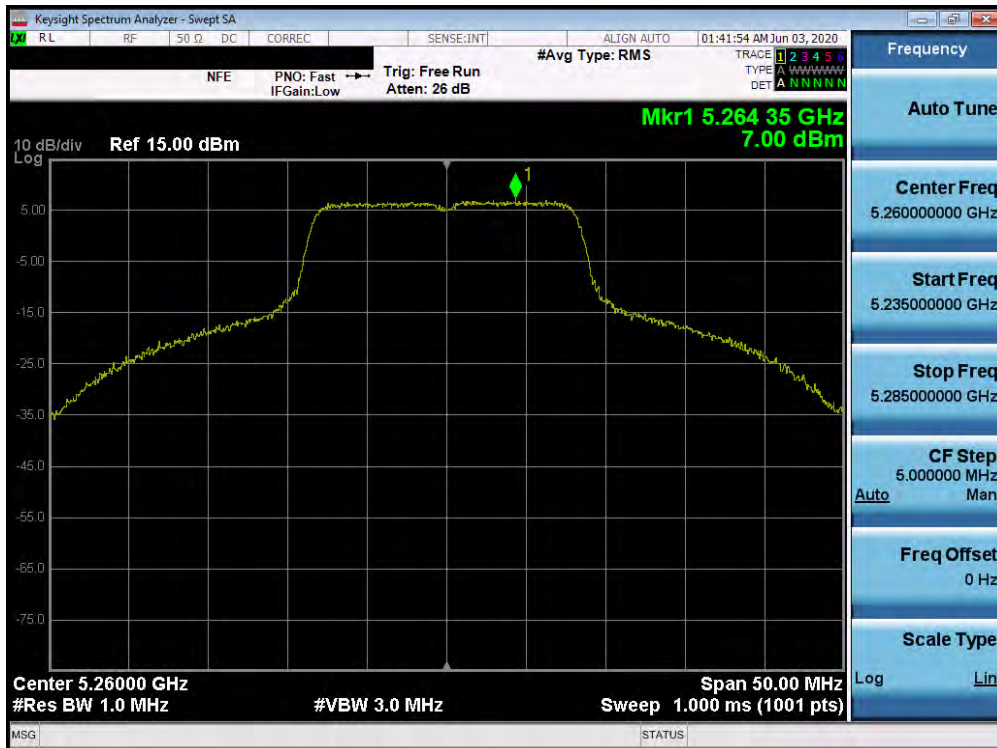 Keysight Spectrum Analyzer - Swept SA
LXI RL RF 50 Ω DC CORREC SENSE:INT ALIGN AUTO 01:41:54 AM Jun 03, 2020
#Avg Type: RMS TRACE 1 2 3 4 5 6
NFE PNO: Fast Trig: Free Run TYPE A WWWWW
IFGain:Low Atten: 26 dB DET A N N N N N
Mkr1 5.264 35 GHz
7.00 dBm
10 dB/div Ref 15.00 dBm
Log
1
5.00
-5.00
-15.0
-25.0
-35.0
-45.0
-55.0
-65.0
-75.0
Center 5.26000 GHz Span 50.00 MHz
#Res BW 1.0 MHz #VBW 3.0 MHz Sweep 1.000 ms (1001 pts)
MSG STATUS
Frequency
Auto Tune
Center Freq
5.260000000 GHz
Start Freq
5.235000000 GHz
Stop Freq
5.285000000 GHz
CF Step
5.000000 MHz
Auto Man
Freq Offset
0 Hz
Scale Type
Log Lin